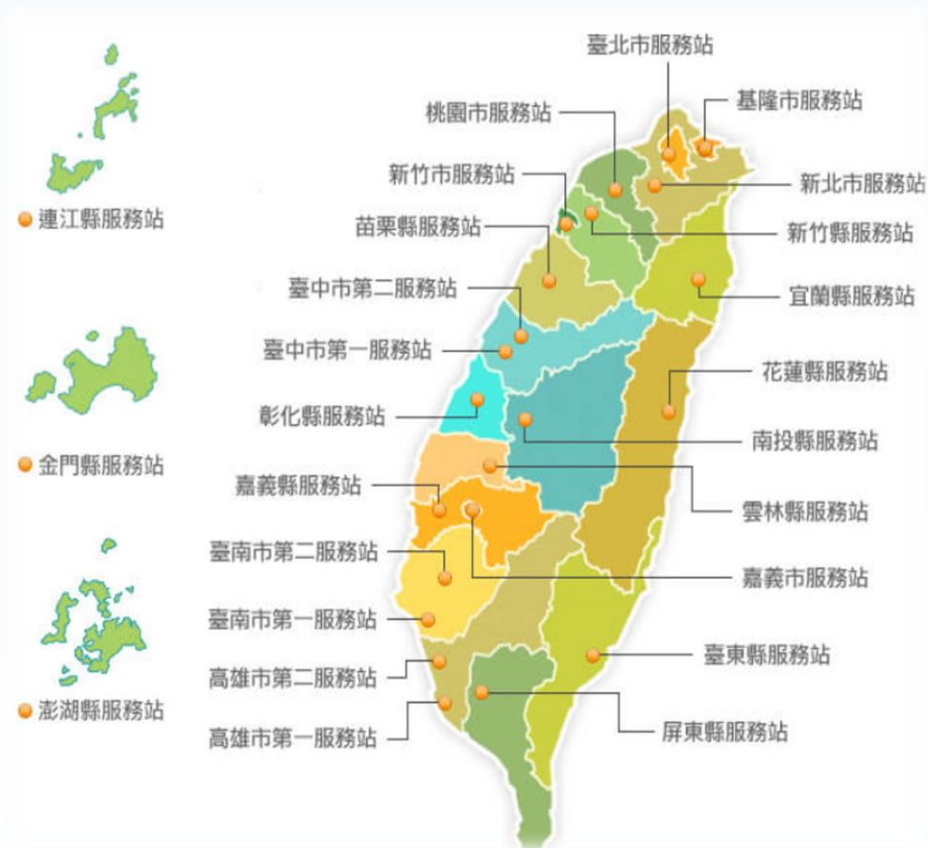 臺北市服務站
基隆市服務站
桃園市服務站
新竹市服務站
新北市服務站
連江縣服務站
苗栗縣服務站
新竹縣服務站
臺中市第二服務站
宜蘭縣服務站
臺中市第一服務站
花蓮縣服務站
彰化縣服務站
南投縣服務站
金門縣服務站
嘉義縣服務站
雲林縣服務站
臺南市第二服務站
嘉義市服務站
臺南市第一服務站
臺東縣服務站
高雄市第二服務站
澎湖縣服務站
屏東縣服務站
高雄市第一服務站